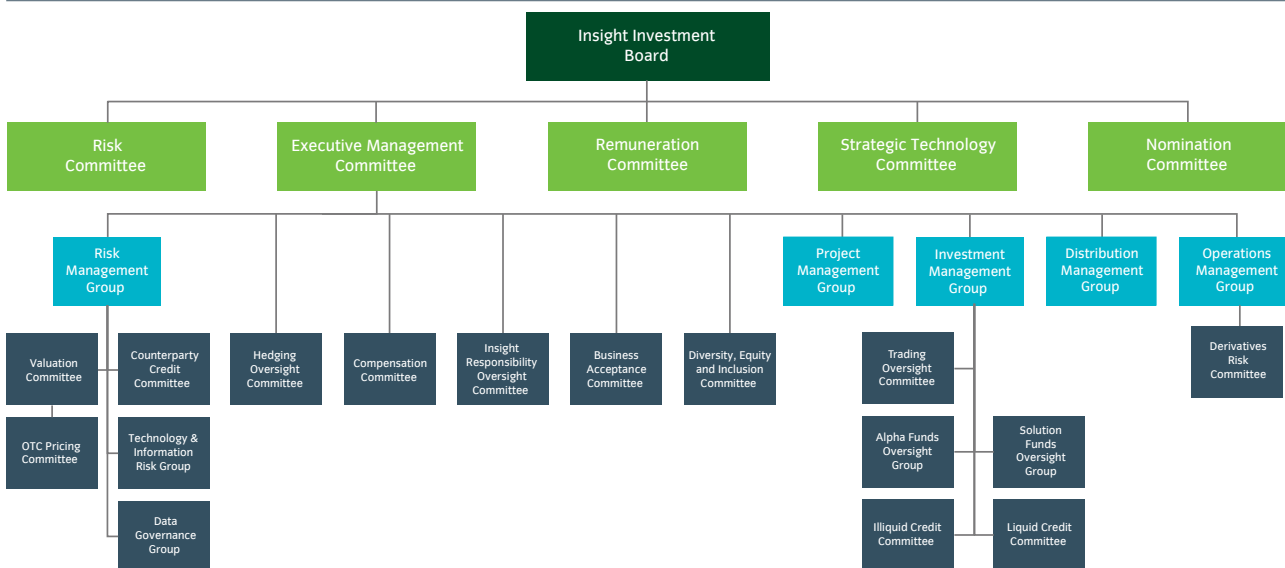 Insight Investment
Board
Risk
Committee
Executive Management
Committee
Remuneration
Committee
Strategic Technology
Committee
Nomination
Committee
Risk
Management
Group
Project
Management
Group
Investment
Management
Group
Distribution
Management
Group
Operations
Management
Group
Valuation
Committee
Counterparty
Credit
Committee
Hedging
Oversight
Committee
Compensation
Committee
Insight
Responsibility
Oversight
Committee
Business
Acceptance
Committee
Diversity, Equity
and Inclusion
Committee
Trading
Oversight
Committee
Derivatives
Risk
Committee
OTC Pricing
Committee
Technology &
Information
Risk Group
Alpha Funds
Oversight
Group
Solution
Funds
Oversight
Group
Data
Governance
Group
Illiquid Credit
Committee
Liquid Credit
Committee